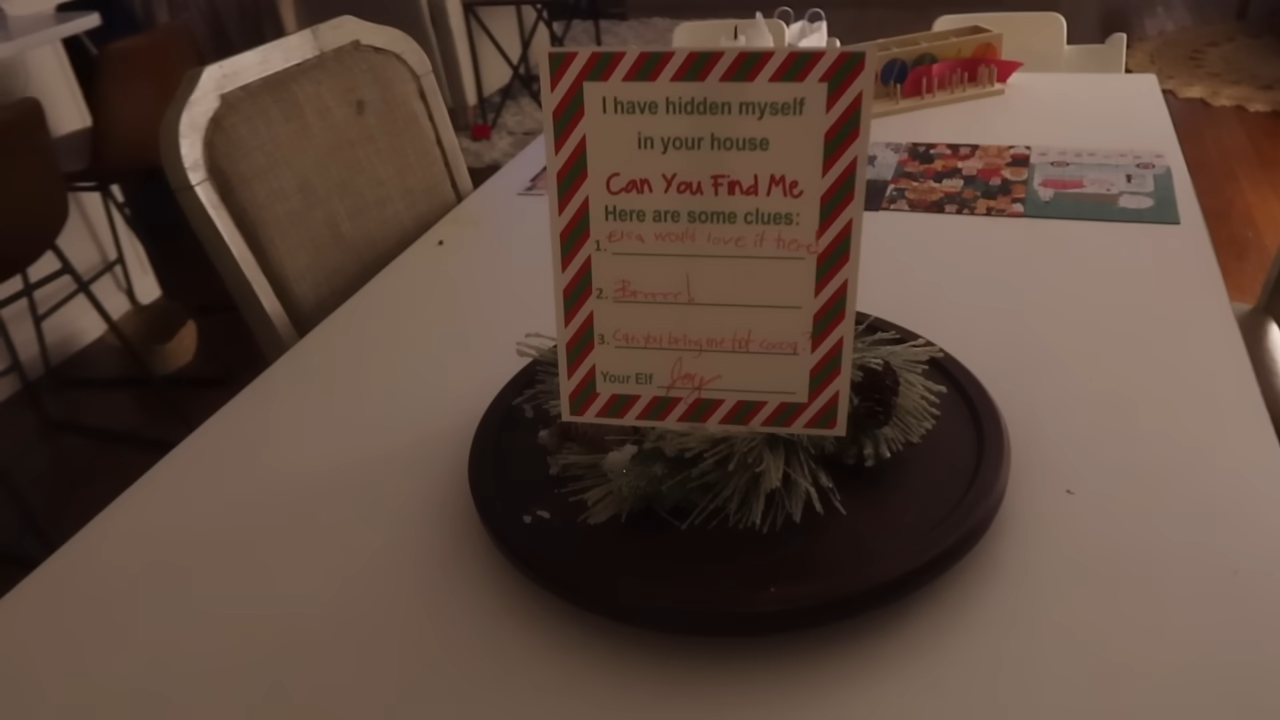 I have hidden myself
in your house
Can You Find Me
Here are some clues:
1. Elsa would love it here
2. Brrrrr!
3. Can you bring me hot cocoa?
Your Elf Joy